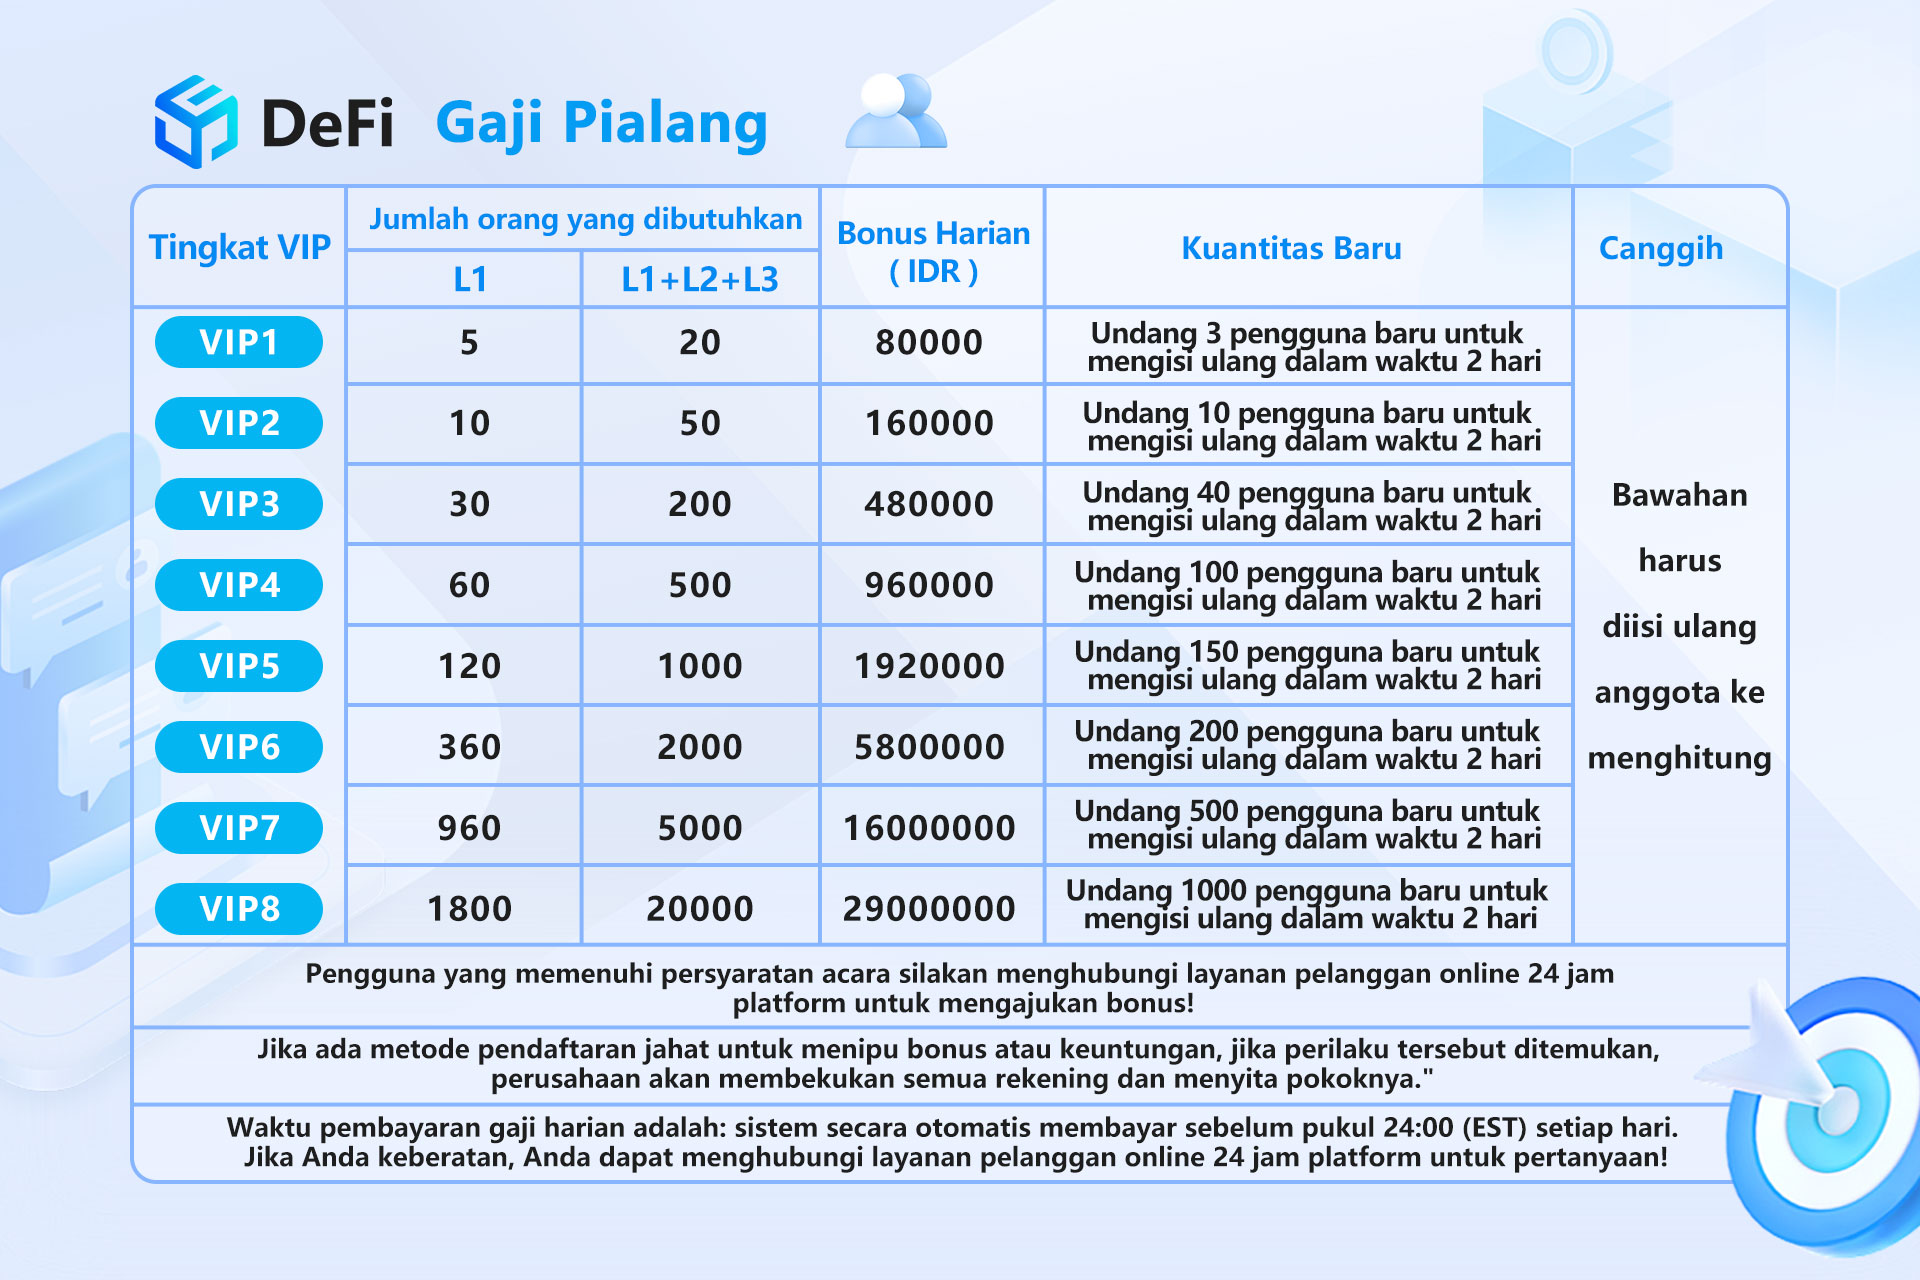 DeFi Gaji Pialang
Tingkat VIP
Jumlah orang yang dibutuhkan
L1
L1+L2+L3
Bonus Harian
( IDR )
Kuantitas Baru
Canggih
VIP1
5
20
80000
Undang 3 pengguna baru untuk
mengisi ulang dalam waktu 2 hari
VIP2
10
50
160000
Undang 10 pengguna baru untuk
mengisi ulang dalam waktu 2 hari
VIP3
30
200
480000
Undang 40 pengguna baru untuk
mengisi ulang dalam waktu 2 hari
VIP4
60
500
960000
Undang 100 pengguna baru untuk
mengisi ulang dalam waktu 2 hari
VIP5
120
1000
1920000
Undang 150 pengguna baru untuk
mengisi ulang dalam waktu 2 hari
VIP6
360
2000
5800000
Undang 200 pengguna baru untuk
mengisi ulang dalam waktu 2 hari
VIP7
960
5000
16000000
Undang 500 pengguna baru untuk
mengisi ulang dalam waktu 2 hari
VIP8
1800
20000
29000000
Undang 1000 pengguna baru untuk
mengisi ulang dalam waktu 2 hari
Bawahan
harus
diisi ulang
anggota ke
menghitung
Pengguna yang memenuhi persyaratan acara silakan menghubungi layanan pelanggan online 24 jam
platform untuk mengajukan bonus!
Jika ada metode pendaftaran jahat untuk menipu bonus atau keuntungan, jika perilaku tersebut ditemukan,
perusahaan akan membekukan semua rekening dan menyita pokoknya."
Waktu pembayaran gaji harian adalah: sistem secara otomatis membayar sebelum pukul 24:00 (EST) setiap hari.
Jika Anda keberatan, Anda dapat menghubungi layanan pelanggan online 24 jam platform untuk pertanyaan!